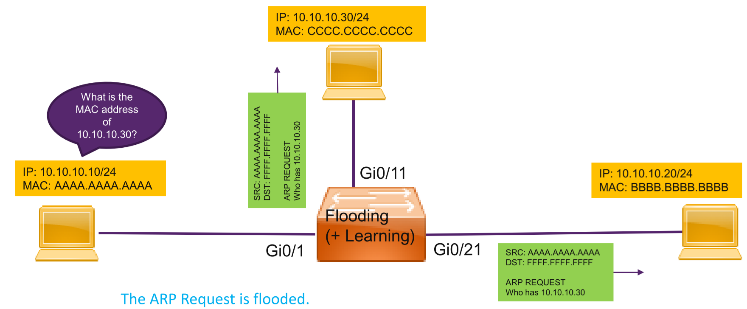 IP: 10.10.10.30/24
MAC: CCCC.CCCC.CCCC
What is the
MAC address
of
10.10.10.30?
SRC: AAAA.AAAA.AAAA
DST: FFFF.FFFF.FFFF
ARP REQUEST
Who has 10.10.10.30
IP: 10.10.10.10/24
MAC: AAAA.AAAA.AAAA
IP: 10.10.10.20/24
MAC: BBBB.BBBB.BBBB
Gi0/11
Flooding
(+ Learning)
Gi0/1
Gi0/21
SRC: AAAA.AAAA.AAAA
DST: FFFF.FFFF.FFFF
ARP REQUEST
Who has 10.10.10.30
The ARP Request is flooded.